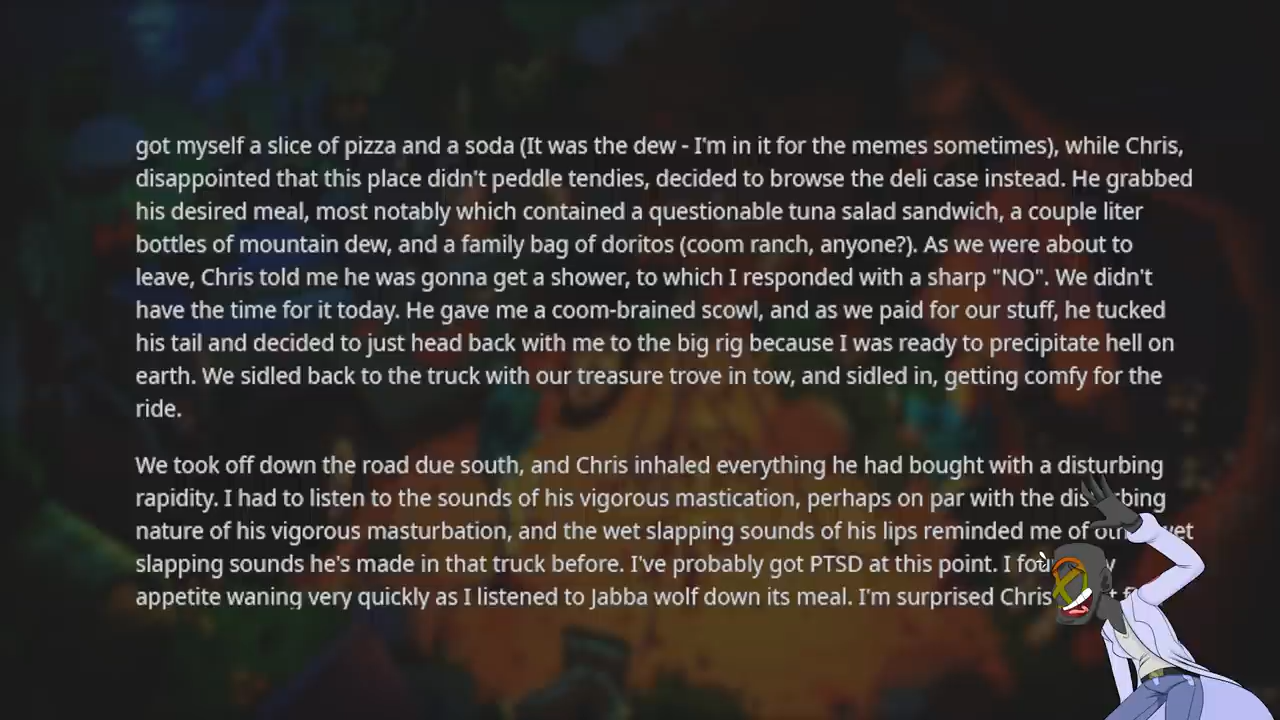 got myself a slice of pizza and a soda (It was the dew - I'm in it for the memes sometimes), while Chris,
disappointed that this place didn't peddle tendies, decided to browse the deli case instead. He grabbed
his desired meal, most notably which contained a questionable tuna salad sandwich, a couple liter
bottles of mountain dew, and a family bag of doritos (coom ranch, anyone?). As we were about to
leave, Chris told me he was gonna get a shower, to which I responded with a sharp "NO". We didn't
have the time for it today. He gave me a coom-brained scowl, and as we paid for our stuff, he tucked
his tail and decided to just head back with me to the big rig because I was ready to precipitate hell on
earth. We sidled back to the truck with our treasure trove in tow, and sidled in, getting comfy for the
ride.
We took off down the road due south, and Chris inhaled everything he had bought with a disturbing
rapidity. I had to listen to the sounds of his vigorous mastication, perhaps on par with the
nature of his vigorous masturbation, and the wet slapping sounds of his lips reminded me of
slapping sounds he's made in that truck before. I've probably got PTSD at this point. I
appetite waning very quickly as I listened to Jabba wolf down its meal. I'm surprised Chris